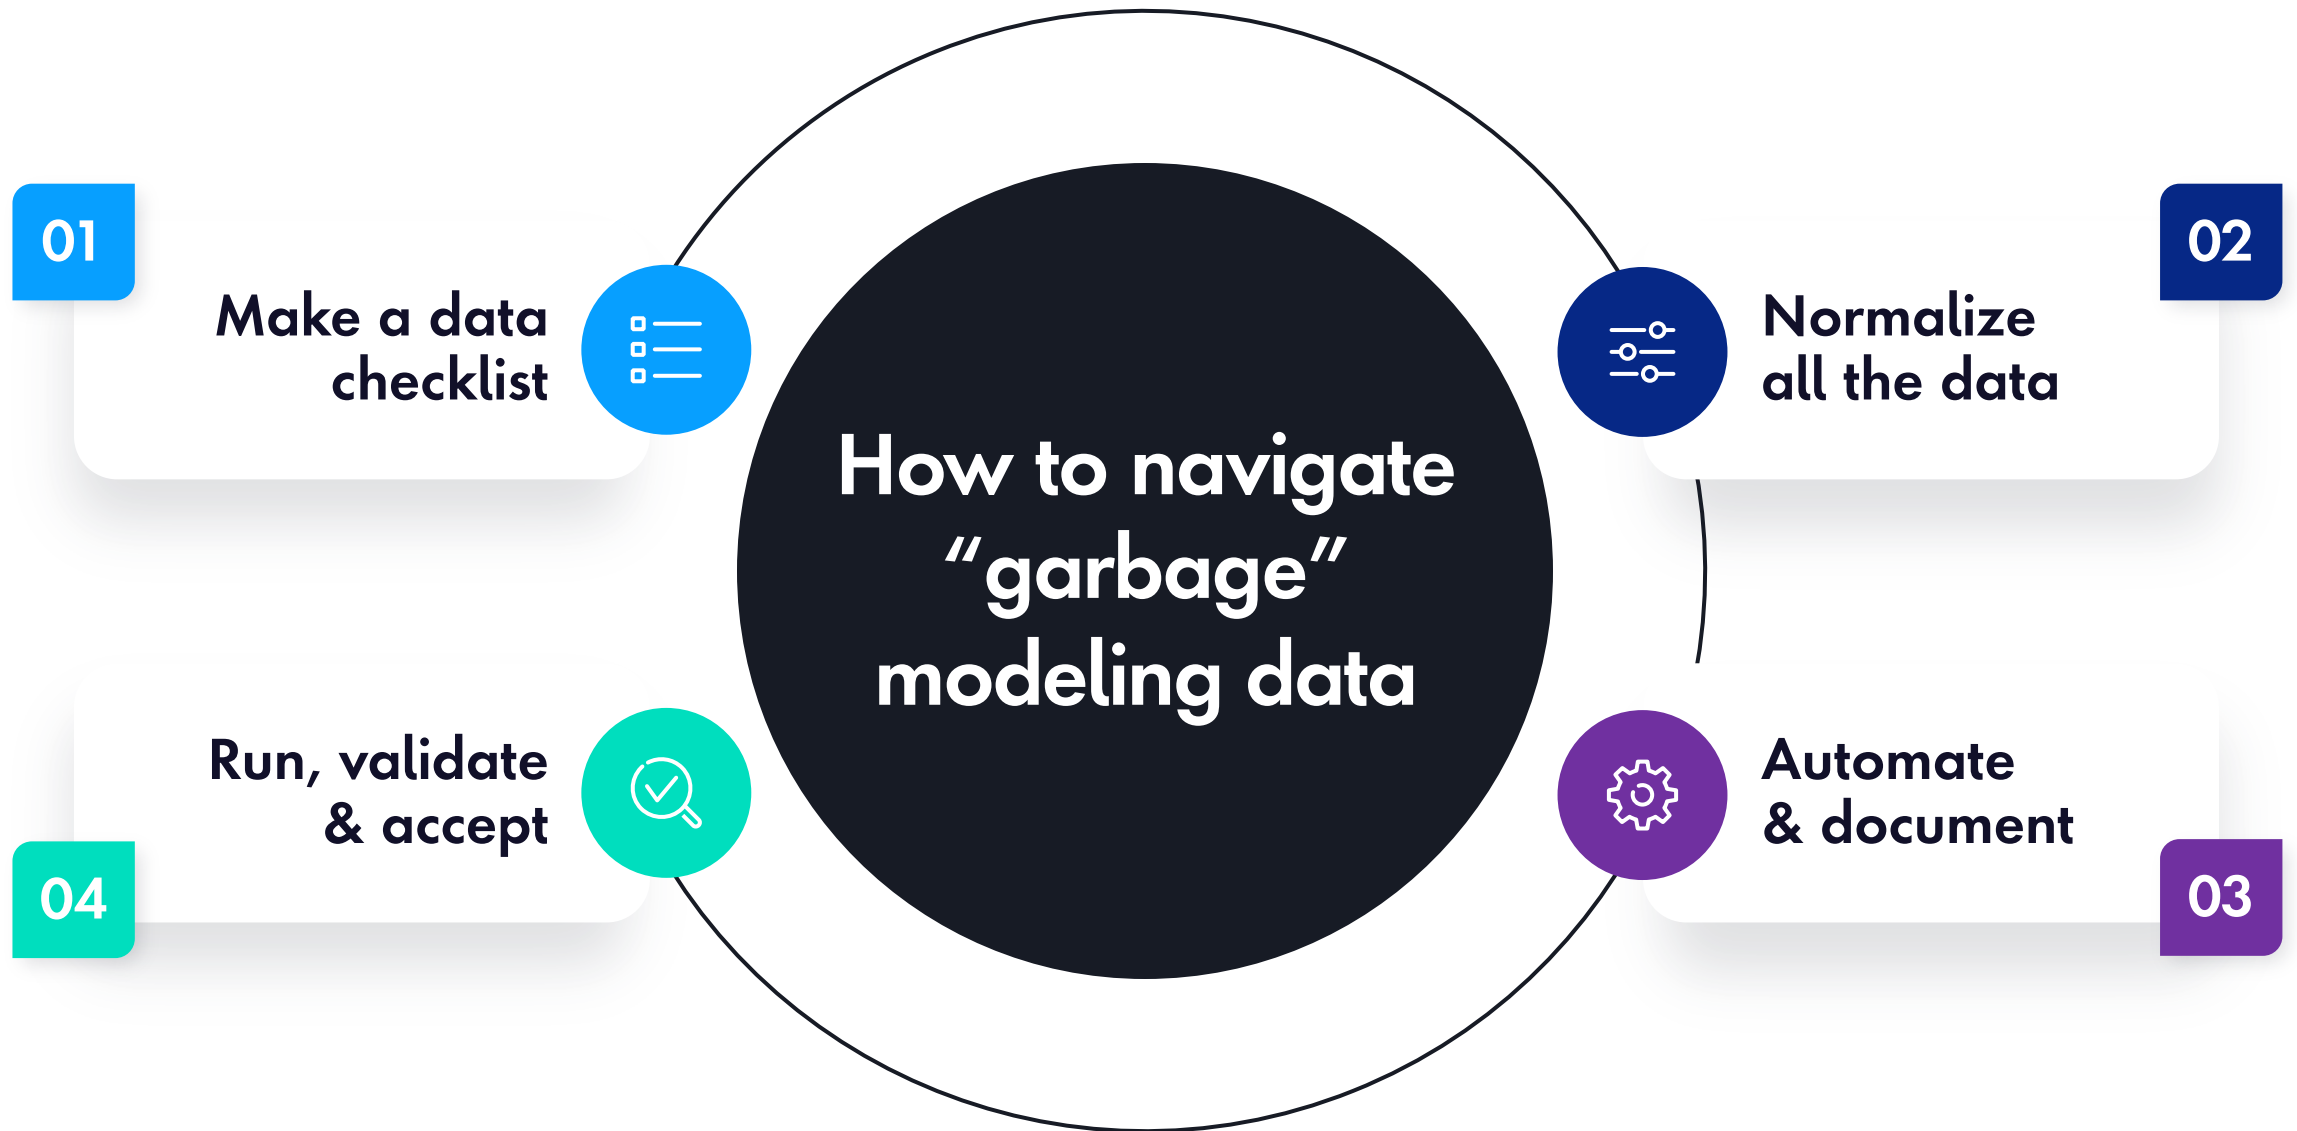 01
Make a data
checklist
02
Normalize
all the data
How to navigate
“garbage”
modeling data
03
Automate
& document
04
Run, validate
& accept